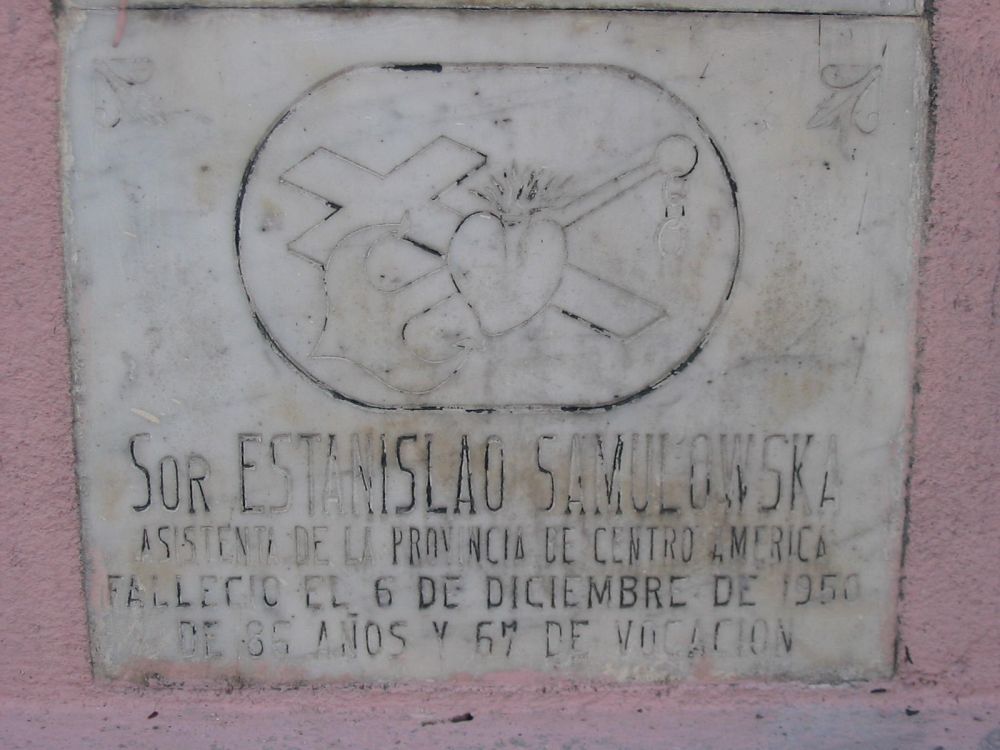 SOR ESTANISLAO SAMULOWSKA
ASISTENTA DE LA PROVINCIA DE CENTRO AMERICA
FALLECIO EL 6 DE DICIEMBRE DE 1950
DE 85 AÑOS Y 67 DE VOCACION